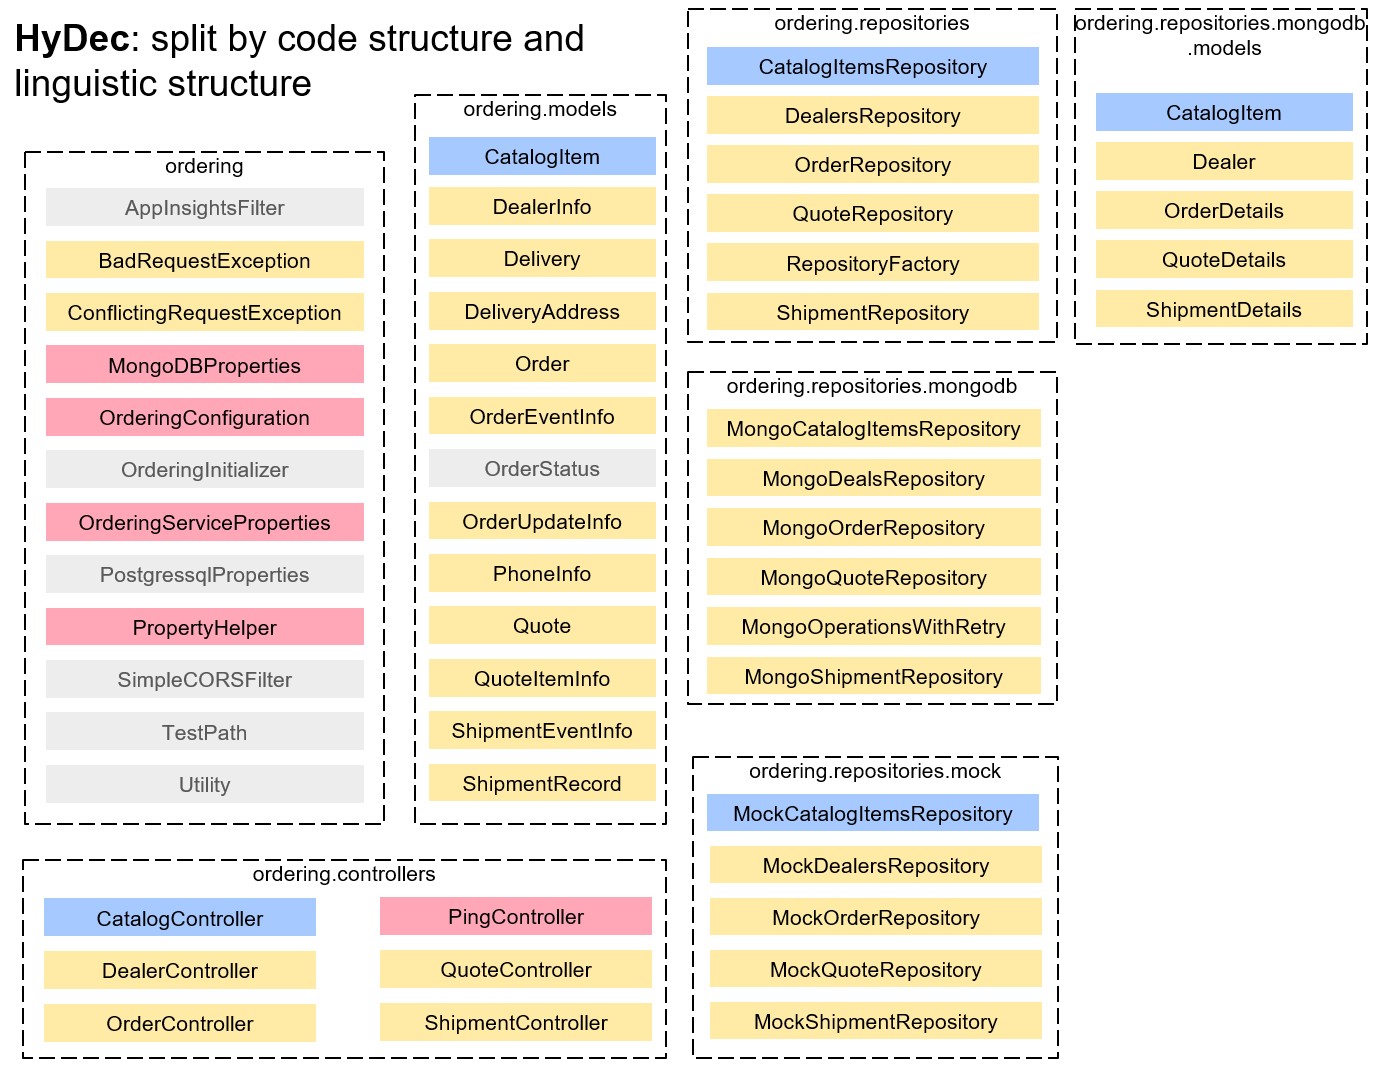 HyDec: split by code structure and
linguistic structure
ordering
AppInsightsFilter
BadRequestException
ConflictingRequestException
MongoDBProperties
OrderingConfiguration
OrderingInitializer
OrderingServiceProperties
PostgressqlProperties
PropertyHelper
SimpleCORSFilter
TestPath
Utility
ordering.models
CatalogItem
DealerInfo
Delivery
DeliveryAddress
Order
OrderEventInfo
OrderStatus
OrderUpdateInfo
PhoneInfo
Quote
QuoteItemInfo
ShipmentEventInfo
ShipmentRecord
ordering.controllers
CatalogController
DealerController
OrderController
PingController
QuoteController
ShipmentController
ordering.repositories
CatalogItemsRepository
DealersRepository
OrderRepository
QuoteRepository
RepositoryFactory
ShipmentRepository
ordering.repositories.mongodb
MongoCatalogItemsRepository
MongoDealsRepository
MongoOrderRepository
MongoQuoteRepository
MongoOperationsWithRetry
MongoShipmentRepository
ordering.repositories.mock
MockCatalogItemsRepository
MockDealersRepository
MockOrderRepository
MockQuoteRepository
MockShipmentRepository
ordering.repositories.mongodb
.models
CatalogItem
Dealer
OrderDetails
QuoteDetails
ShipmentDetails